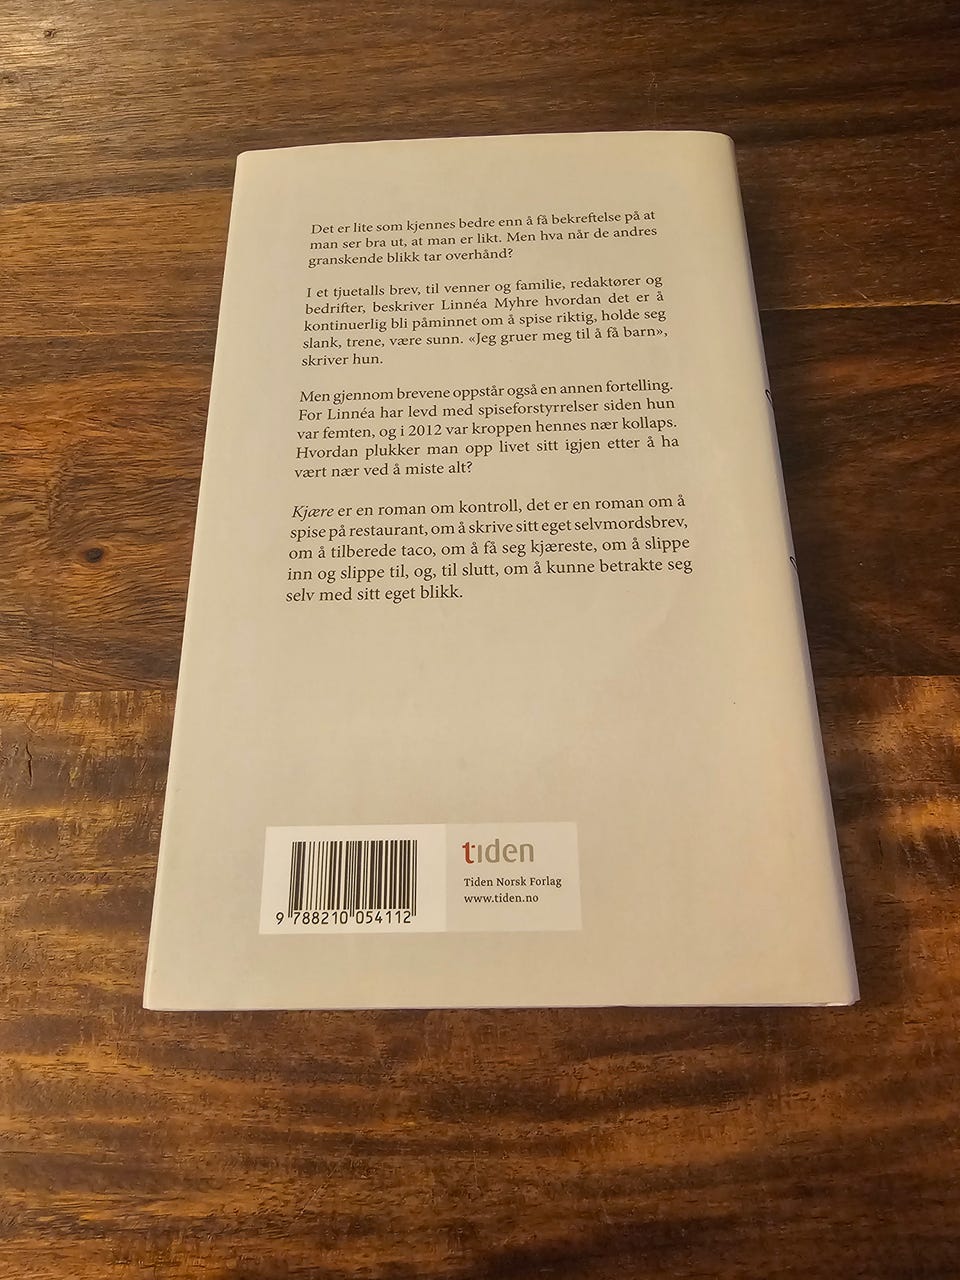 Det er lite som kjennes bedre enn å få bekreftelse på at
man ser bra ut, at man er likt. Men hva når de andres
granskende blikk tar overhånd?
I et tjuetalls brev, til venner og familie, redaktører og
bedrifter, beskriver Linnéa Myhre hvordan det er å
kontinuerlig bli påminnet om å spise riktig, holde seg
slank, trene, være sunn. «Jeg gruer meg til å få barn»,
skriver hun.
Men gjennom brevene oppstår også en annen fortelling.
For Linnéa har levd med spiseforstyrrelser siden hun
var femten, og i 2012 var kroppen hennes nær kollaps.
Hvordan plukker man opp livet sitt igjen etter å ha
vært nær ved å miste alt?
Kjære er en roman om kontroll, det er en roman om å
spise på restaurant, om å skrive sitt eget selvmordsbrev,
om å tilberede taco, om å få seg kjæreste, om å slippe
inn og slippe til, og, til slutt, om å kunne betrakte seg
selv med sitt eget blikk.
tiden
Tiden Norsk Forlag
www.tiden.no
9 788210 054112